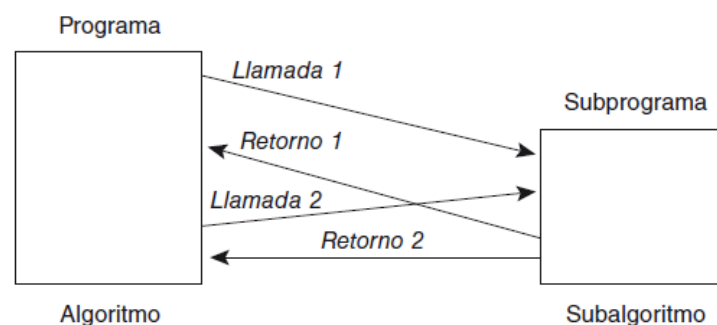 Programa
Llamada 1
Subprograma
Retorno 1
Llamada 2
Retorno 2
Algoritmo
Subalgoritmo